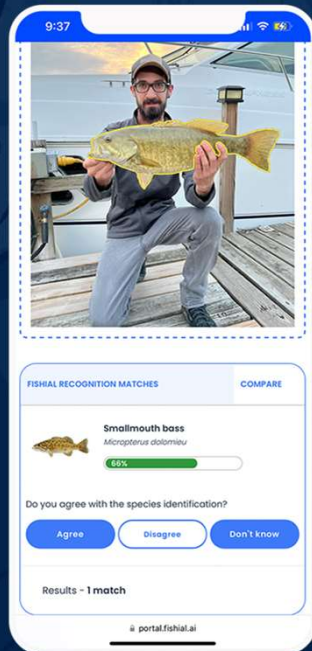 9:37
FISHIAL RECOGNITION MATCHES
COMPARE
Smallmouth bass
Micropterus dolomieu
66%
Do you agree with the species identification?
Agree
Disagree
Don't know
Results - 1 match
portal.fishial.ai